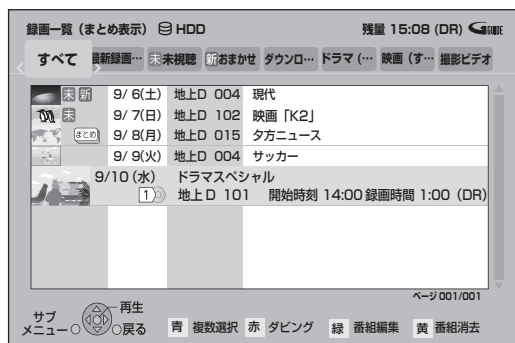 録画一覧（まとめ表示） HDD 残量 15:08 (DR) GGUIDE
すべて 最新録画… 未 未視聴 新 おまかせ ダウンロ… ドラマ (… 映画 (す… 撮影ビデオ
未 新 9/ 6(土) 地上D 004 現代
未 9/ 7(日) 地上D 102 映画「K2」
まとめ 9/ 8(月) 地上D 015 夕方ニュース
9/ 9(火) 地上D 004 サッカー
9/10 (水) ドラマスペシャル
1 地上D 101 開始時刻 14:00 録画時間 1:00 (DR)
ページ 001/001
サブメニュー 再生 戻る 青 複数選択 赤 ダビング 緑 番組編集 黄 番組消去